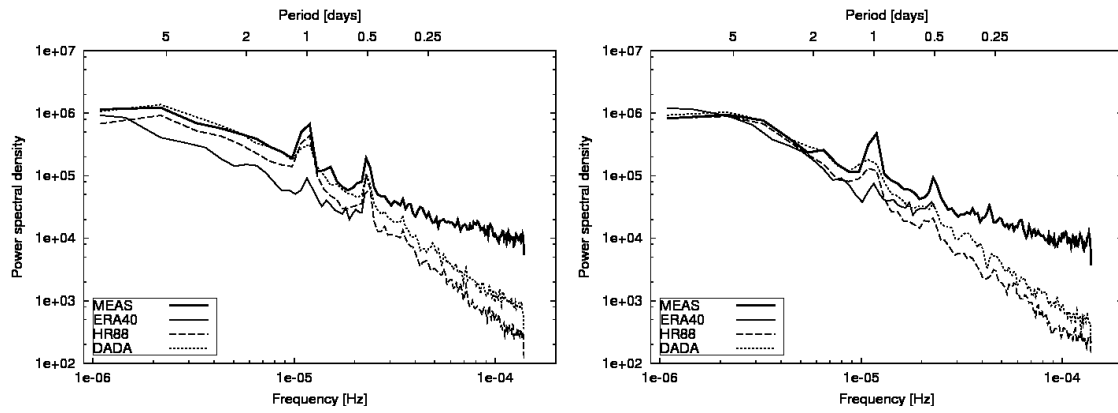 Period [days]
5 2 1 0.5 0.25
1e+07
1e+06
1e+05
1e+04
1e+03
1e+02
Power spectral density
MEAS
ERA40
HR88
DADA
1e-06 1e-05 1e-04
Frequency [Hz]
Period [days]
5 2 1 0.5 0.25
1e+07
1e+06
1e+05
1e+04
1e+03
1e+02
Power spectral density
MEAS
ERA40
HR88
DADA
1e-06 1e-05 1e-04
Frequency [Hz]